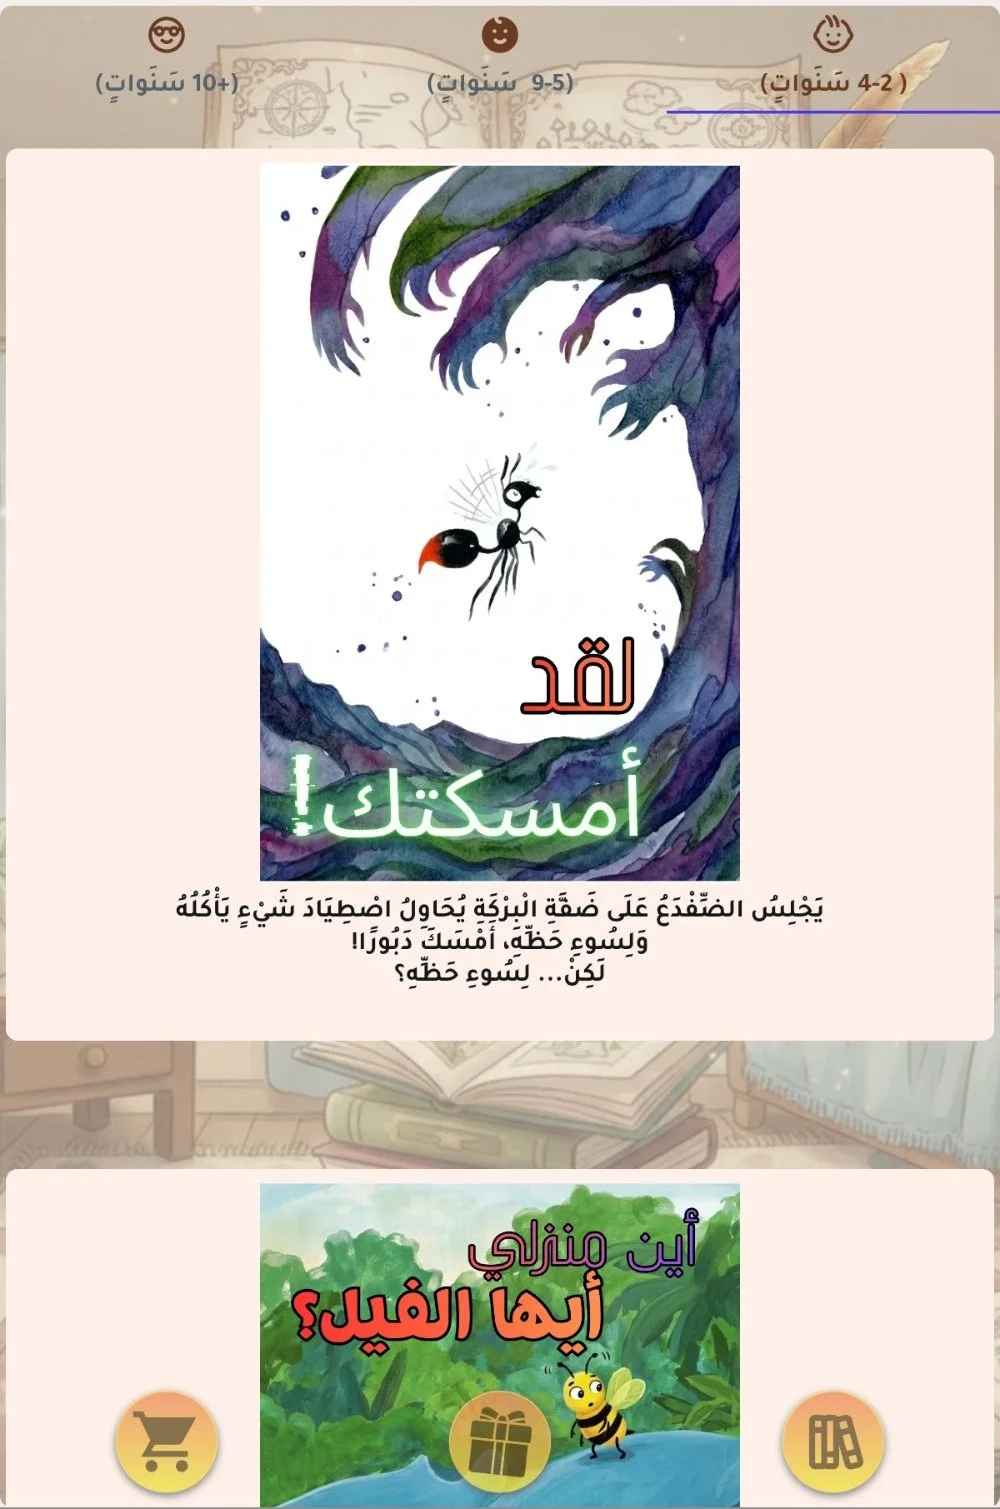 (2-4 سَنَواتٍ)
(5-9 سَنَواتٍ)
(+10 سَنَواتٍ)
لقد
أمسكتك!
يَجْلِسُ الضِّفْدَعُ عَلَى ضَفَّةِ الْبِرْكَةِ يُحَاوِلُ اصْطِيَادَ شَيْءٍ يَأْكُلُهُ
وَلِسُوءِ حَظِّهِ، أَمْسَكَ دَبُورًا!
لَكِنْ... لِسُوءِ حَظِّهِ؟
أين منزلي
أيها الفيل؟